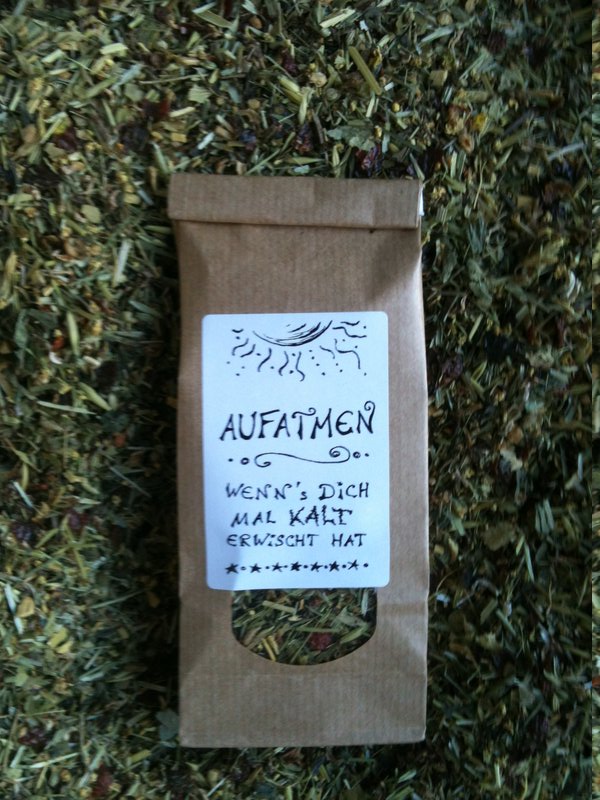 AUFATMEN
WENN's DiCH
MAL KALT
ERWiSCHT HAT